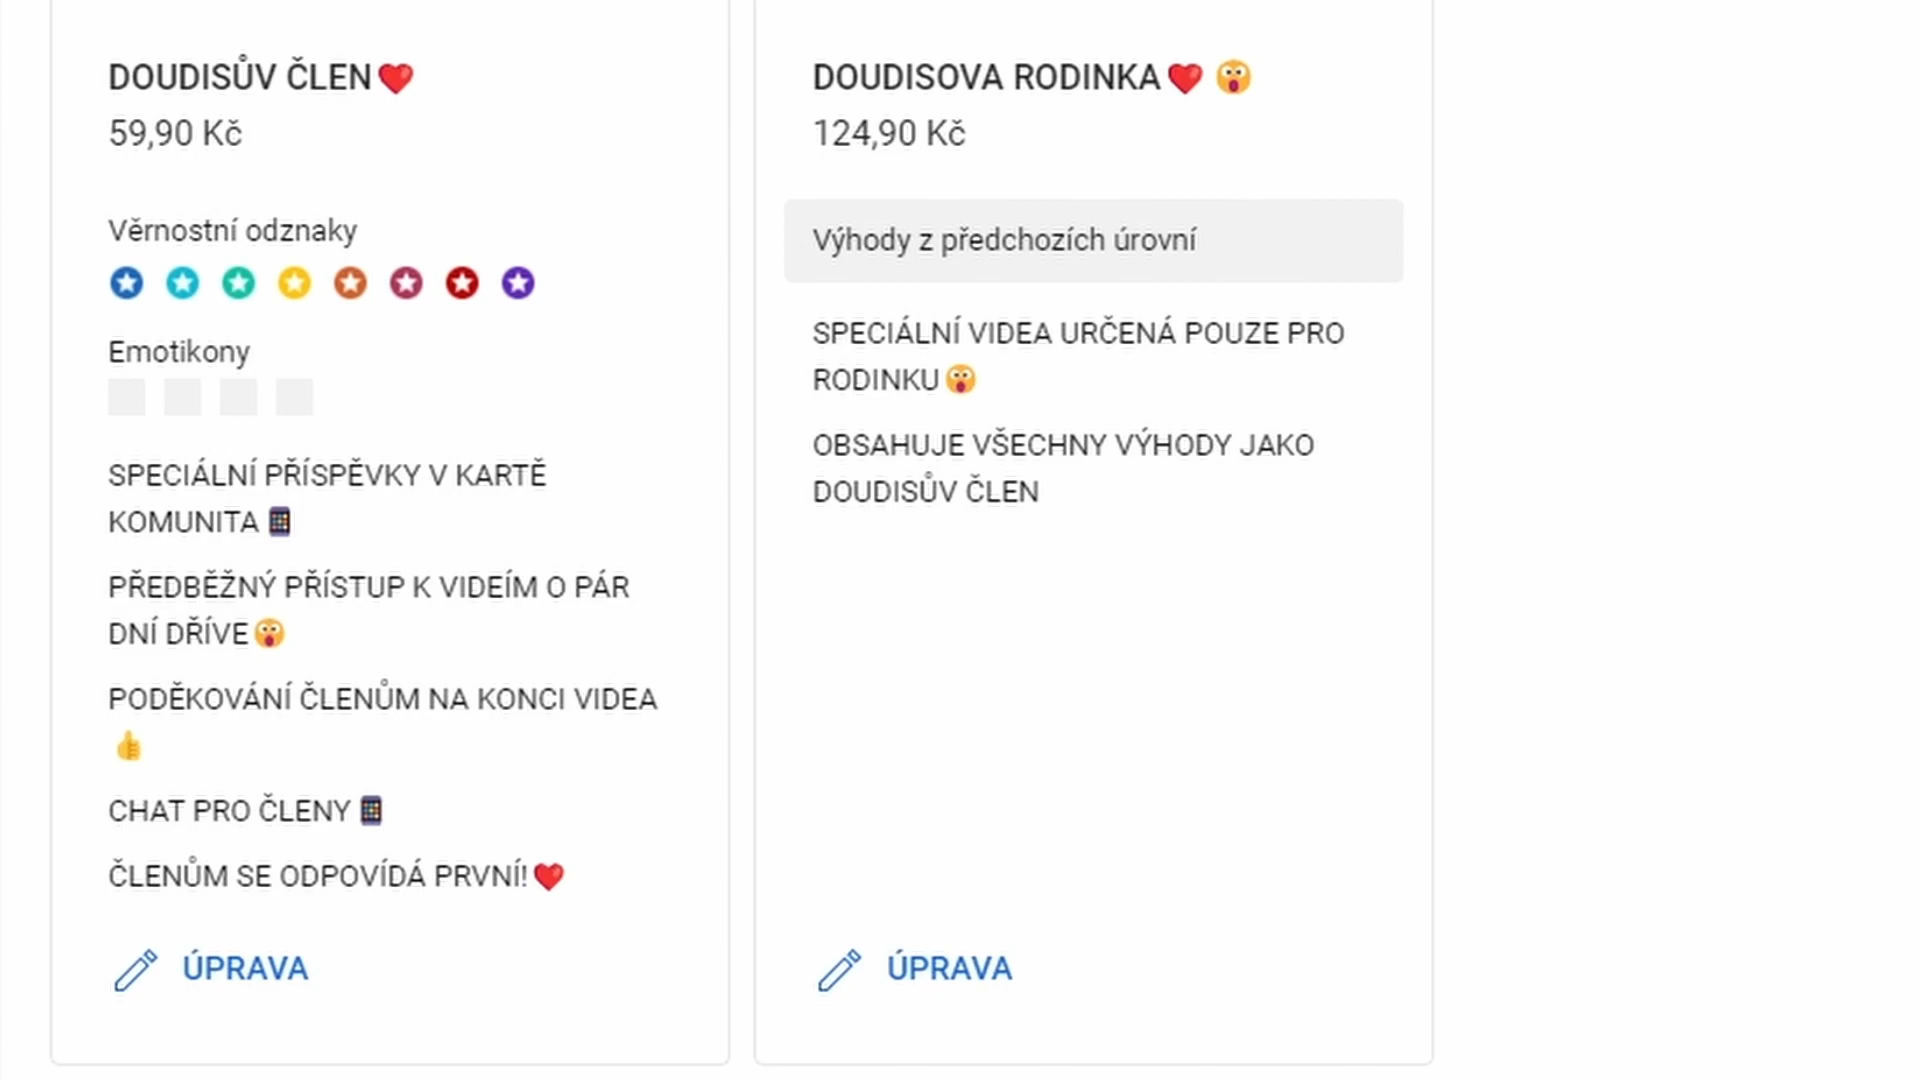 DOUDISŮV ČLEN❤️
59,90 Kč
Věrnostní odznaky
Emotikony
SPECIÁLNÍ PŘÍSPĚVKY V KARTĚ
KOMUNITA
PŘEDBĚŽNÝ PŘÍSTUP K VIDEÍM O PÁR
DNÍ DŘÍVE
PODĚKOVÁNÍ ČLENŮM NA KONCI VIDEA
👍
CHAT PRO ČLENY
ČLENŮM SE ODPOVÍDÁ PRVNÍ!❤️
ÚPRAVA
DOUDISOVA RODINKA❤️
124,90 Kč
Výhody z předchozích úrovní
SPECIÁLNÍ VIDEA URČENÁ POUZE PRO
RODINKU
OBSAHUJE VŠECHNY VÝHODY JAKO
DOUDISŮV ČLEN
ÚPRAVA